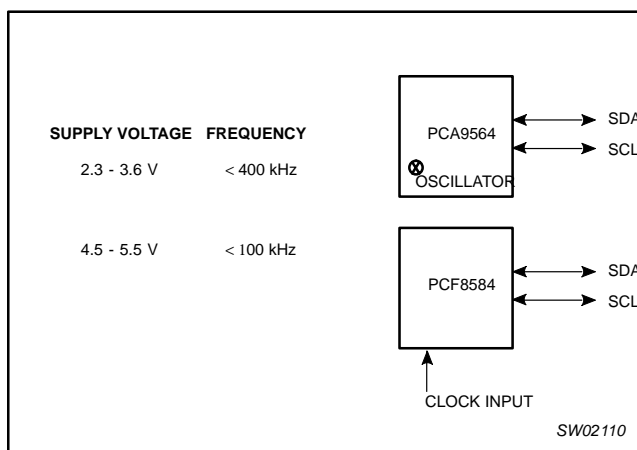 SUPPLY VOLTAGE FREQUENCY
2.3 - 3.6 V < 400 kHz
PCA9564
OSCILLATOR
SDA
SCL
4.5 - 5.5 V < 100 kHz
PCF8584
SDA
SCL
CLOCK INPUT
SW02110